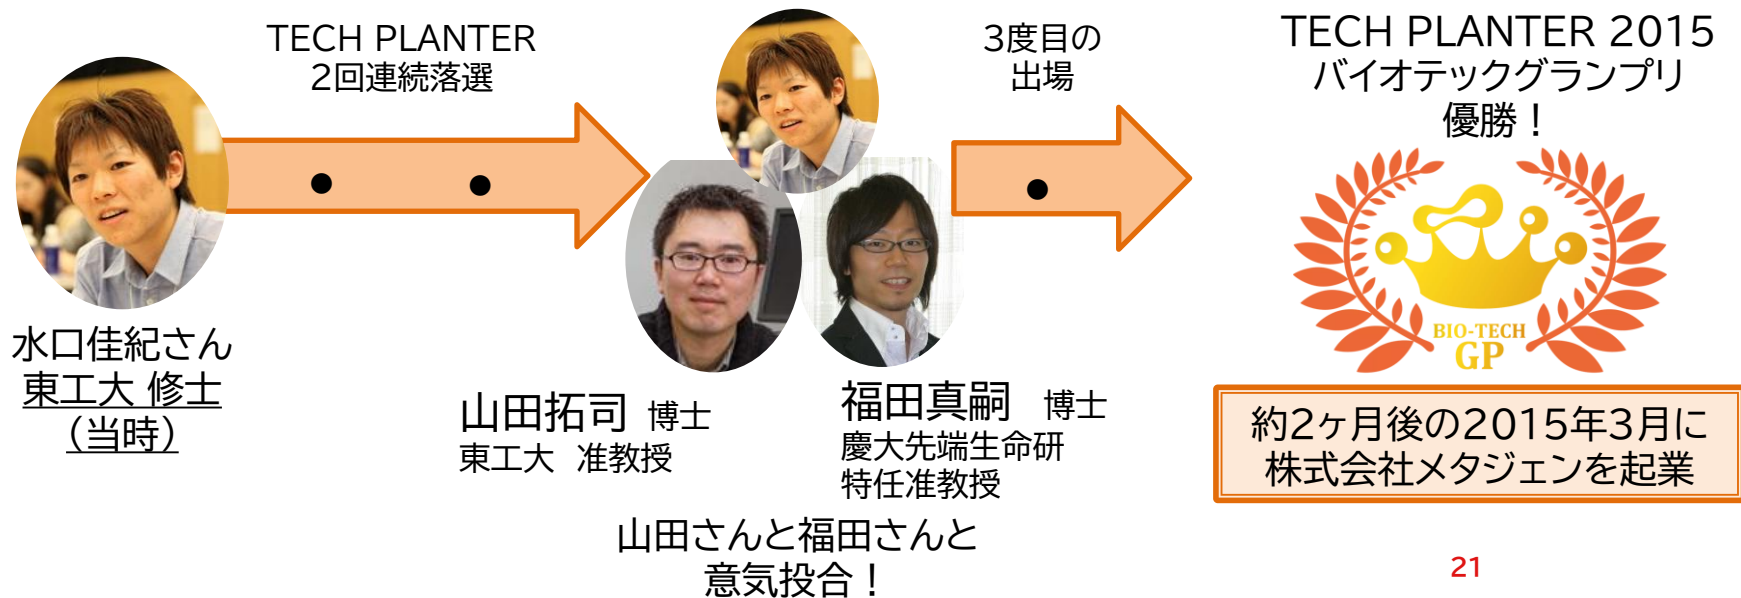 TECH PLANTER
2回連続落選
3度目の
出場
TECH PLANTER 2015
バイオテックグランプリ
優勝！
BIO-TECH
GP
水口佳紀さん
東工大 修士
（当時）
山田拓司 博士
東工大 准教授
福田真嗣 博士
慶大先端生命研
特任准教授
山田さんと福田さんと
意気投合！
約2ヶ月後の2015年3月に
株式会社メタジェンを起業
21